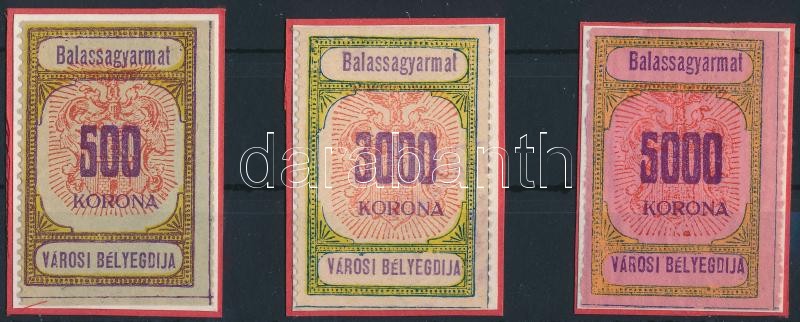 Balassagyarmat
500
KORONA
VÁROSI BÉLYEGDIJA
Balassagyarmat
3000
KORONA
VÁROSI BÉLYEGDIJA
Balassagyarmat
5000
KORONA
VÁROSI BÉLYEGDIJA
darabanth